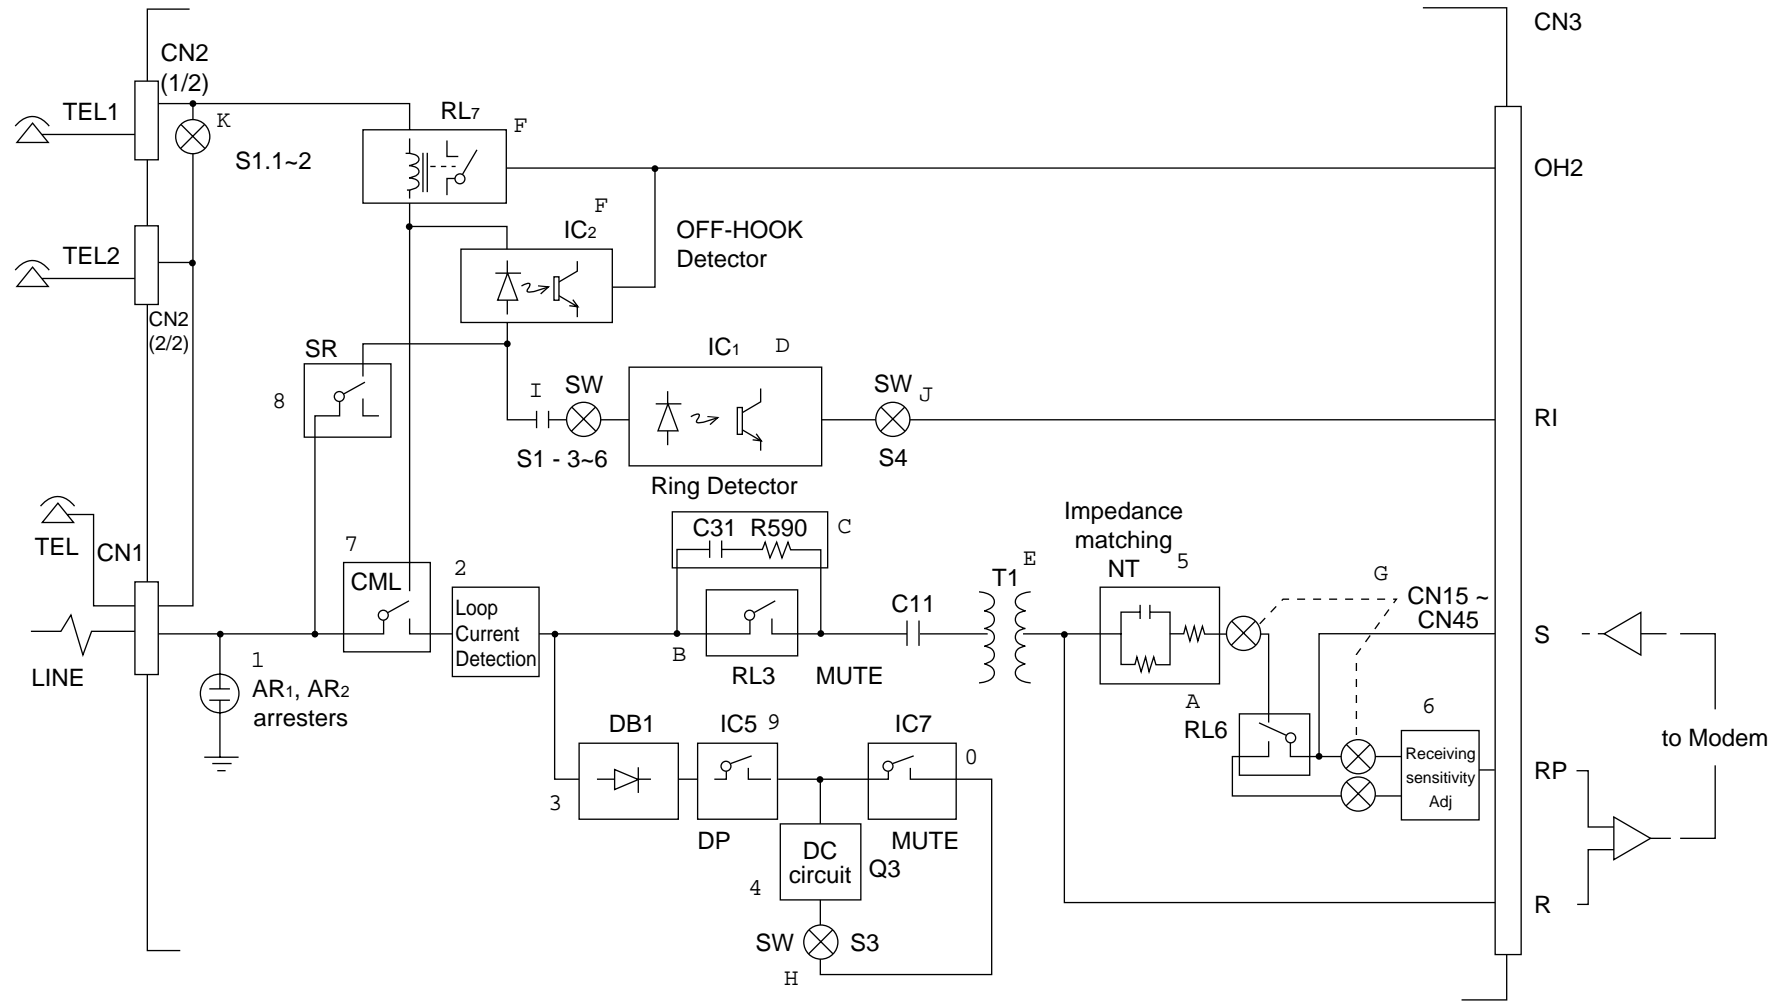 CN3
CN2
(1/2)
TEL1
K
S1.1~2
RL7
F
OH2
TEL2
CN2
(2/2)
F
IC2
OFF-HOOK
Detector
SR
8
IC1
D
I
SW
S1 - 3~6
Ring Detector
SW
J
S4
RI
TEL
CN1
LINE
7
CML
2
Loop
Current
Detection
1
AR1, AR2
arresters
C31
R590
C
B
RL3
MUTE
C11
T1
E
Impedance
matching
NT
5
G
CN15 ~
CN45
S
A
RL6
6
Receiving
sensitivity
Adj
RP
to Modem
R
DB1
3
IC5
9
DP
IC7
0
MUTE
DC
circuit
Q3
4
SW
S3
H